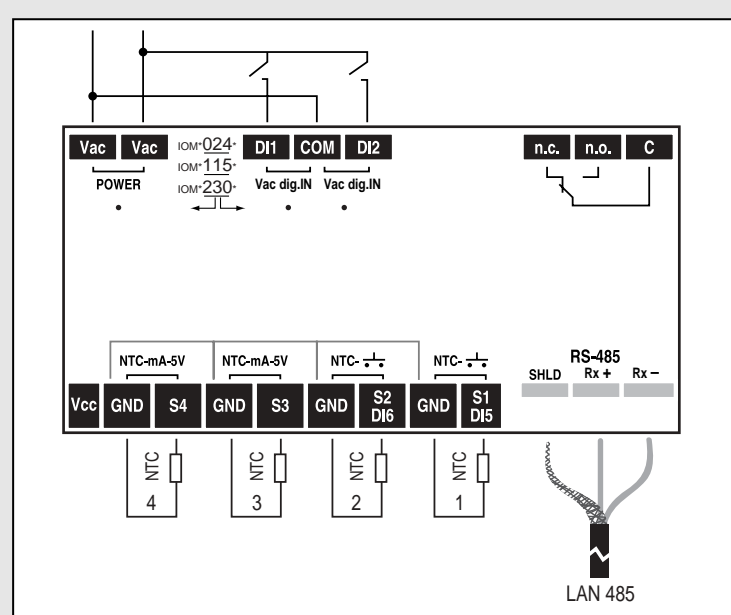 Vac Vac IOM*024* DI1 COM DI2 n.c. n.o. C
IOM*115*
POWER IOM*230* Vac dig.IN Vac dig.IN
NTC-mA-5V NTC-mA-5V NTC- NTC- RS-485
SHLD Rx + Rx –
Vcc GND S4 GND S3 GND S2 DI6 GND S1 DI5
NTC NTC NTC NTC
4 3 2 1
LAN 485